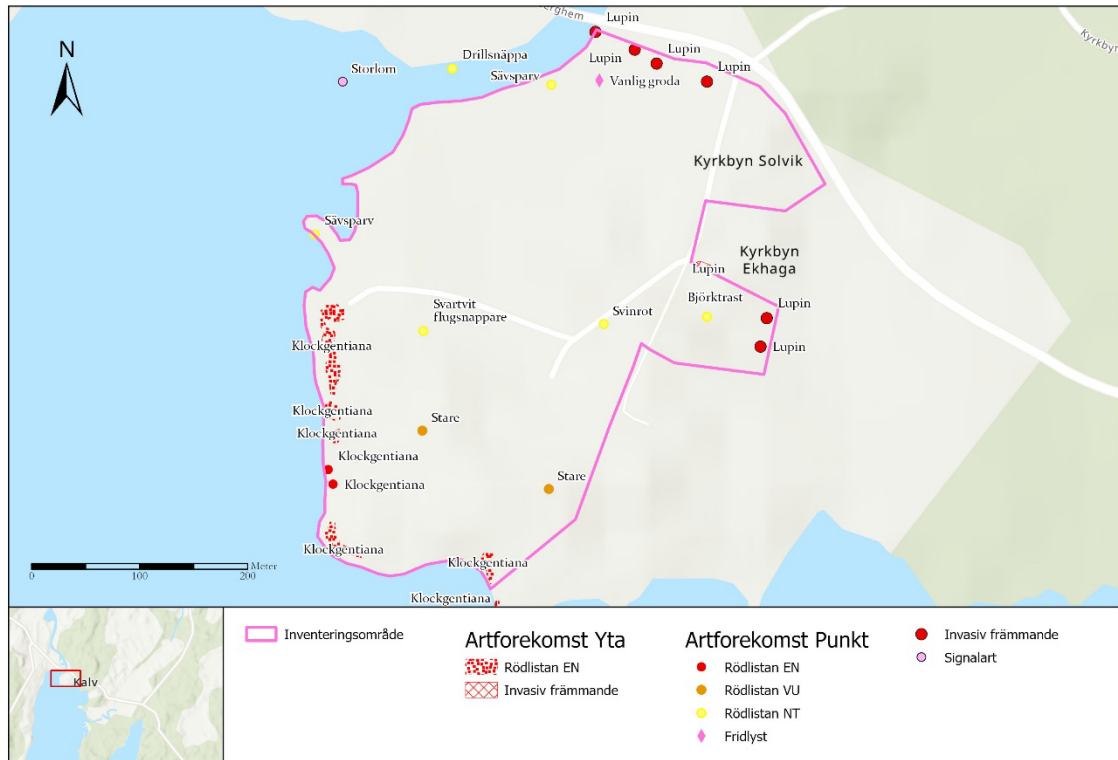 erghem
Kyrkbyn
N
Storlom
Drillsnäppa
Sävsparv
Lupin
Lupin
Lupin
Lupin
Vanlig groda
Kyrkbyn Solvik
Sävsparv
Kyrkbyn
Ekhaga
Lupin
Svartvit
flugsnappare
Svinrot
Björktrast
Lupin
Lupin
Klockgentiana
Klockgentiana
Klockgentiana
Stare
Klockgentiana
Klockgentiana
Stare
Klockgentiana
Klockgentiana
Klockgentiana
Meter
0 100 200
Kalv
Inventeringsområde
Artforekomst Yta
Rödlistan EN
Invasiv främmande
Artforekomst Punkt
Rödlistan EN
Rödlistan VU
Rödlistan NT
Fridlyst
Invasiv främmande
Signalart